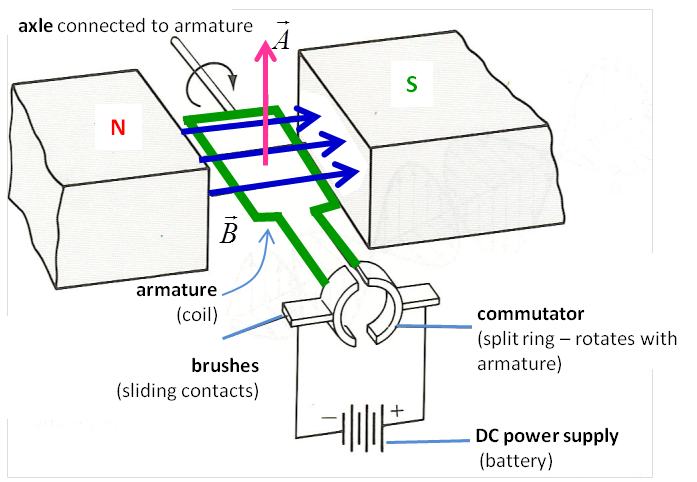 axle connected to armature
A
S
N
B
armature
(coil)
brushes
(sliding contacts)
commutator
(split ring – rotates with
armature)
– +
DC power supply
(battery)